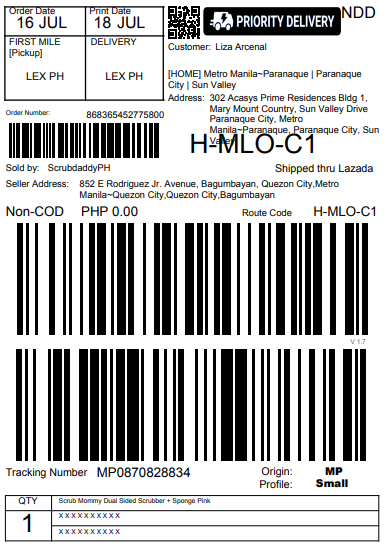 Order Date
16 JUL
Print Date
18 JUL
PRIORITY DELIVERY
NDD
FIRST MILE
[Pickup]
LEX PH
DELIVERY
LEX PH
Customer: Liza Arcenal
[HOME] Metro Manila~Paranaque | Paranaque
City | Sun Valley
Address: 302 Acasys Prime Residences Bldg 1,
Mary Mount Country, Sun Valley Drive
Paranaque City, Metro
Manila~Paranaque, Paranaque City, Sun
Valley
Order Number: 868365452775800
H-MLO-C1
Sold by: ScrubdaddyPH
Shipped thru Lazada
Seller Address: 852 E Rodriguez Jr. Avenue, Bagumbayan, Quezon City,Metro
Manila~Quezon City,Quezon City,Bagumbayan
Non-COD PHP 0.00
Route Code H-MLO-C1
V 1.7
Tracking Number MP0870828834
Origin: MP
Profile: Small
QTY
1
Scrub Mommy Dual Sided Scrubber + Sponge Pink
XXXXXXXXXX
XXXXXXXXXX